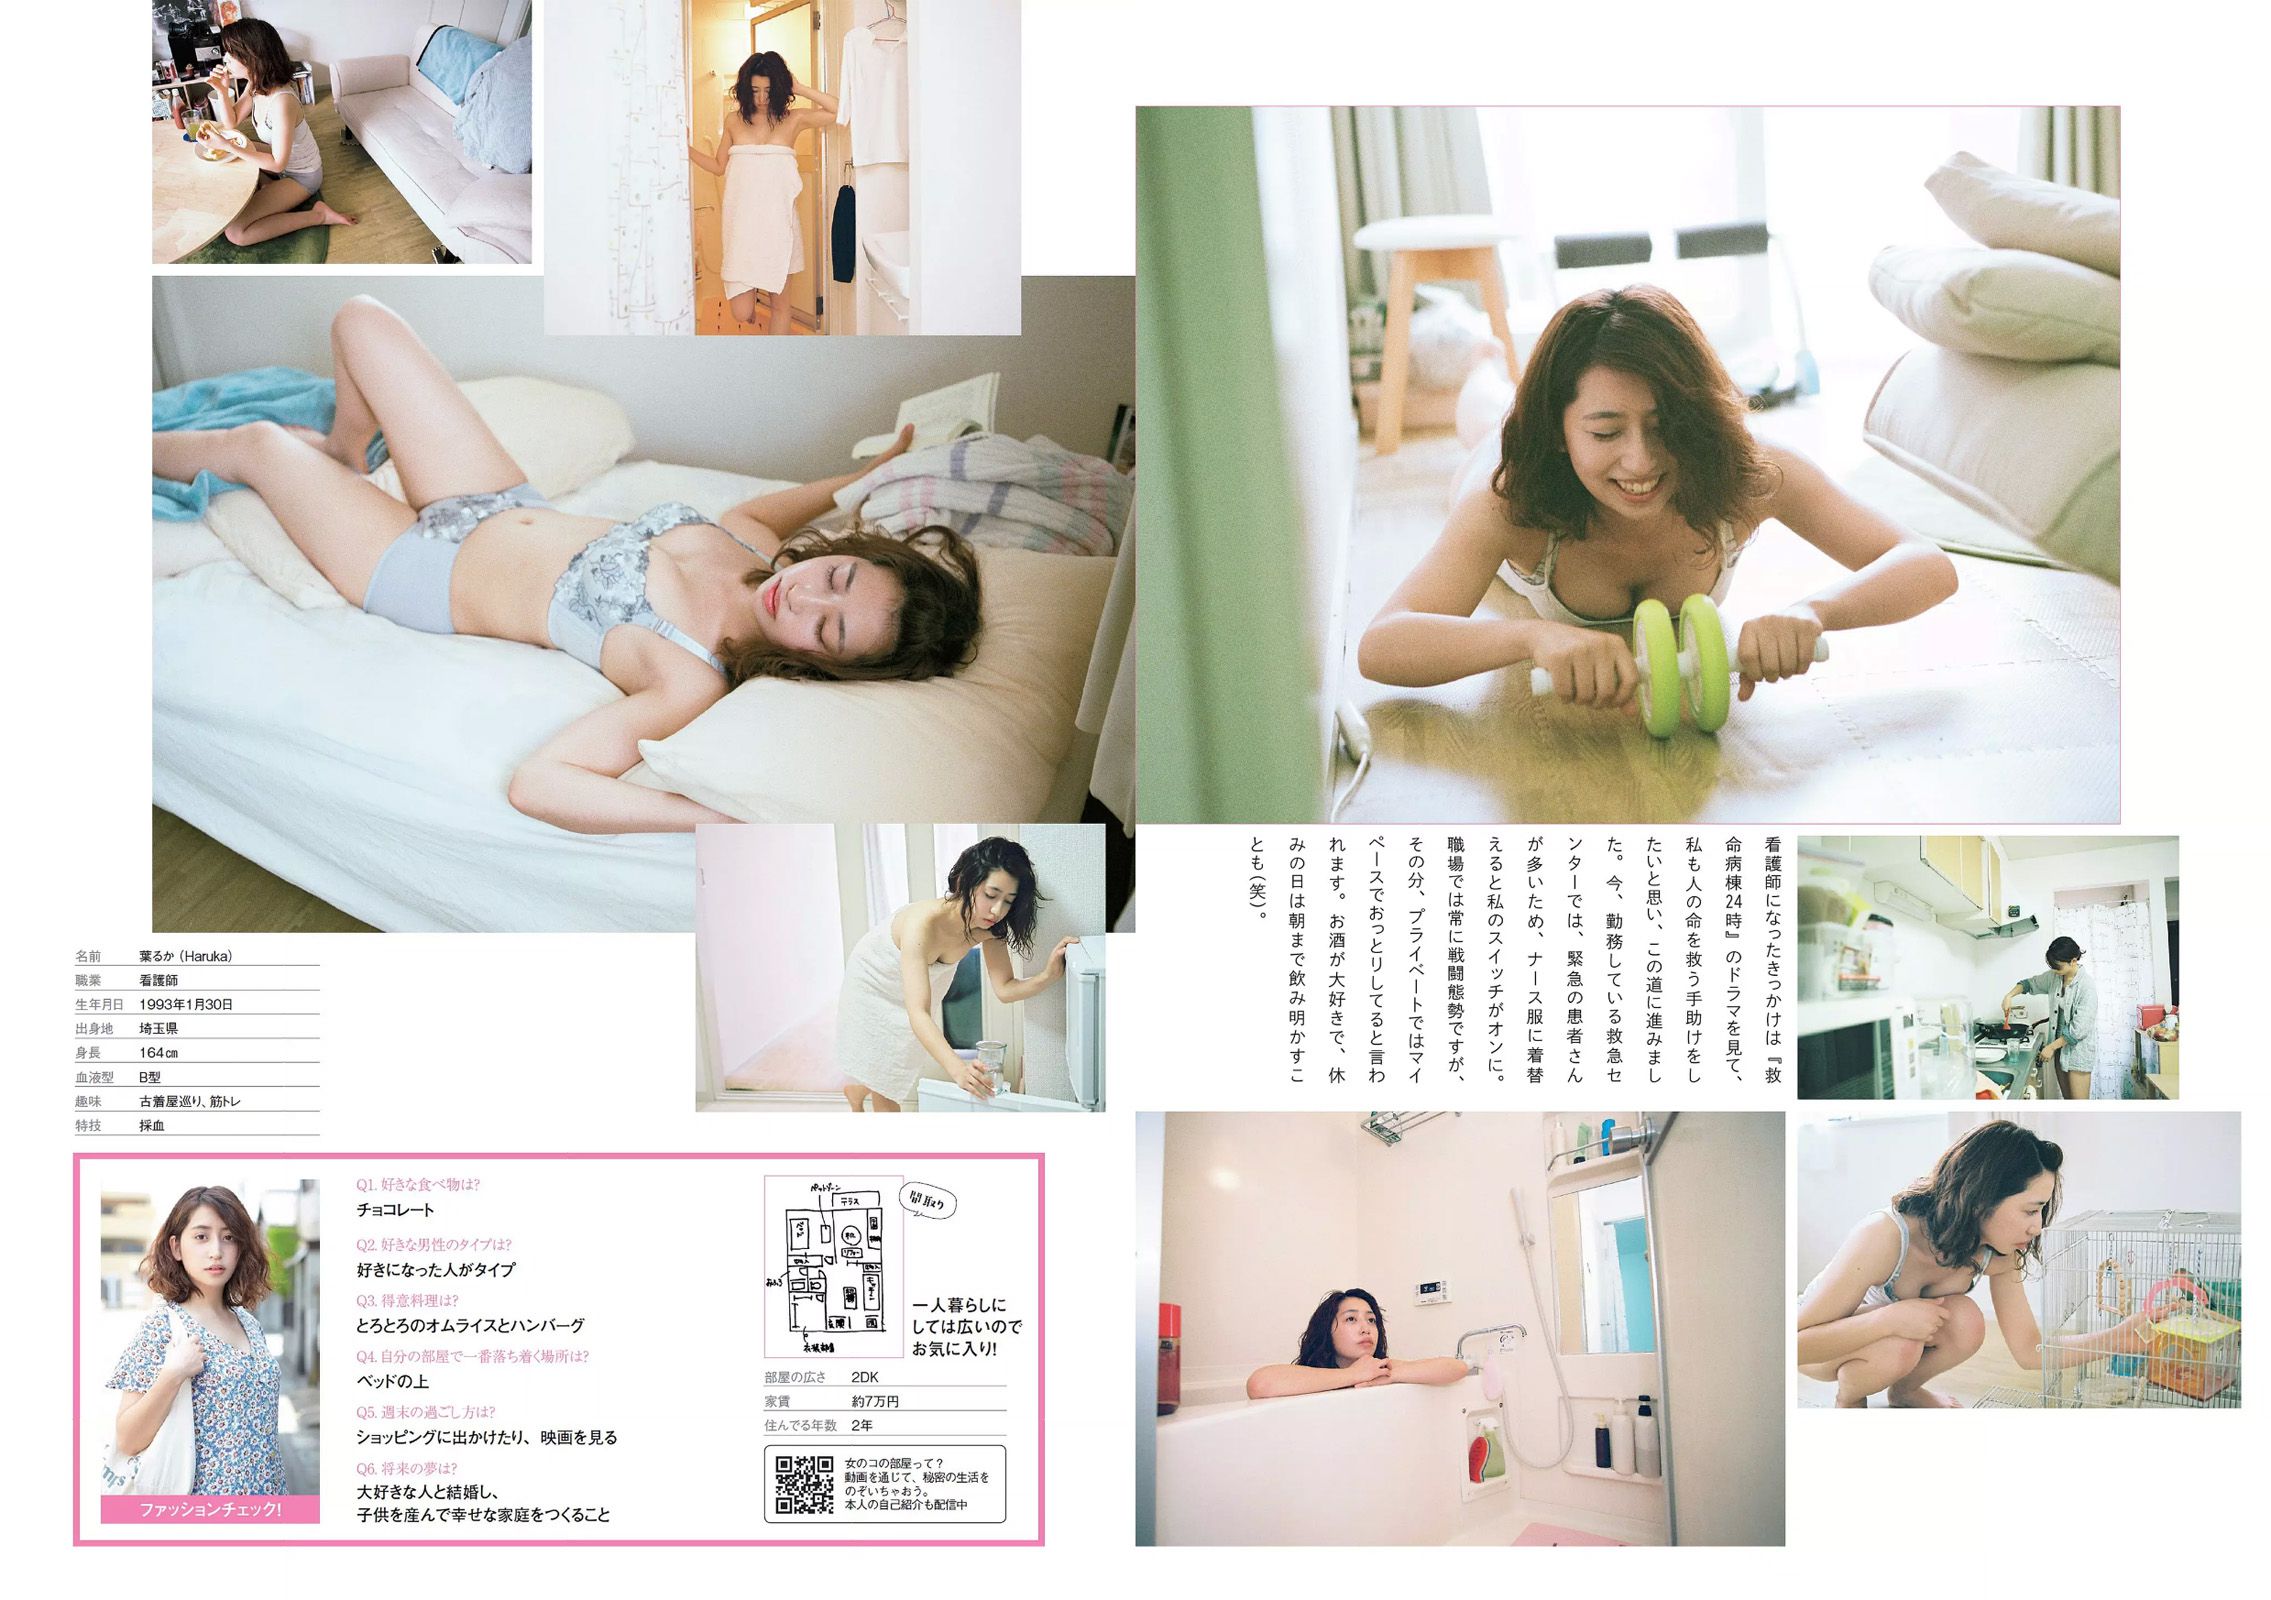 看護師になったきっかけは『救
命病棟24時』のドラマを見て、
私も人の命を救う手助けをし
たいと思い、この道に進みまし
た。今、勤務している救急セ
ンターでは、緊急の患者さん
が多いため、ナース服に着替
えると私のスイッチがオンに。
職場では常に戦闘態勢ですが、
その分、プライベートではマイ
ペースでおっとりしてると言わ
れます。お酒が大好きで、休
みの日は朝まで飲み明かすこ
とも(笑)。
名前 葉るか (Haruka)
職業 看護師
生年月日 1993年1月30日
出身地 埼玉県
身長 164㎝
血液型 B型
趣味 古着屋巡り、筋トレ
特技 採血
ファッションチェック!
Q1. 好きな食べ物は?
チョコレート
Q2. 好きな男性のタイプは?
好きになった人がタイプ
Q3. 得意料理は?
とろとろのオムライスとハンバーグ
Q4. 自分の部屋で一番落ち着く場所は?
ベッドの上
Q5. 週末の過ごし方は?
ショッピングに出かけたり、映画を見る
Q6. 将来の夢は?
大好きな人と結婚し、
子供を産んで幸せな家庭をつくること
間取り
テラス
一人暮らしに
しては広いので
お気に入り!
部屋の広さ 2DK
家賃 約7万円
住んでる年数 2年
女のコの部屋って?
動画を通じて、秘密の生活を
のぞいちゃおう。
本人の自己紹介も配信中